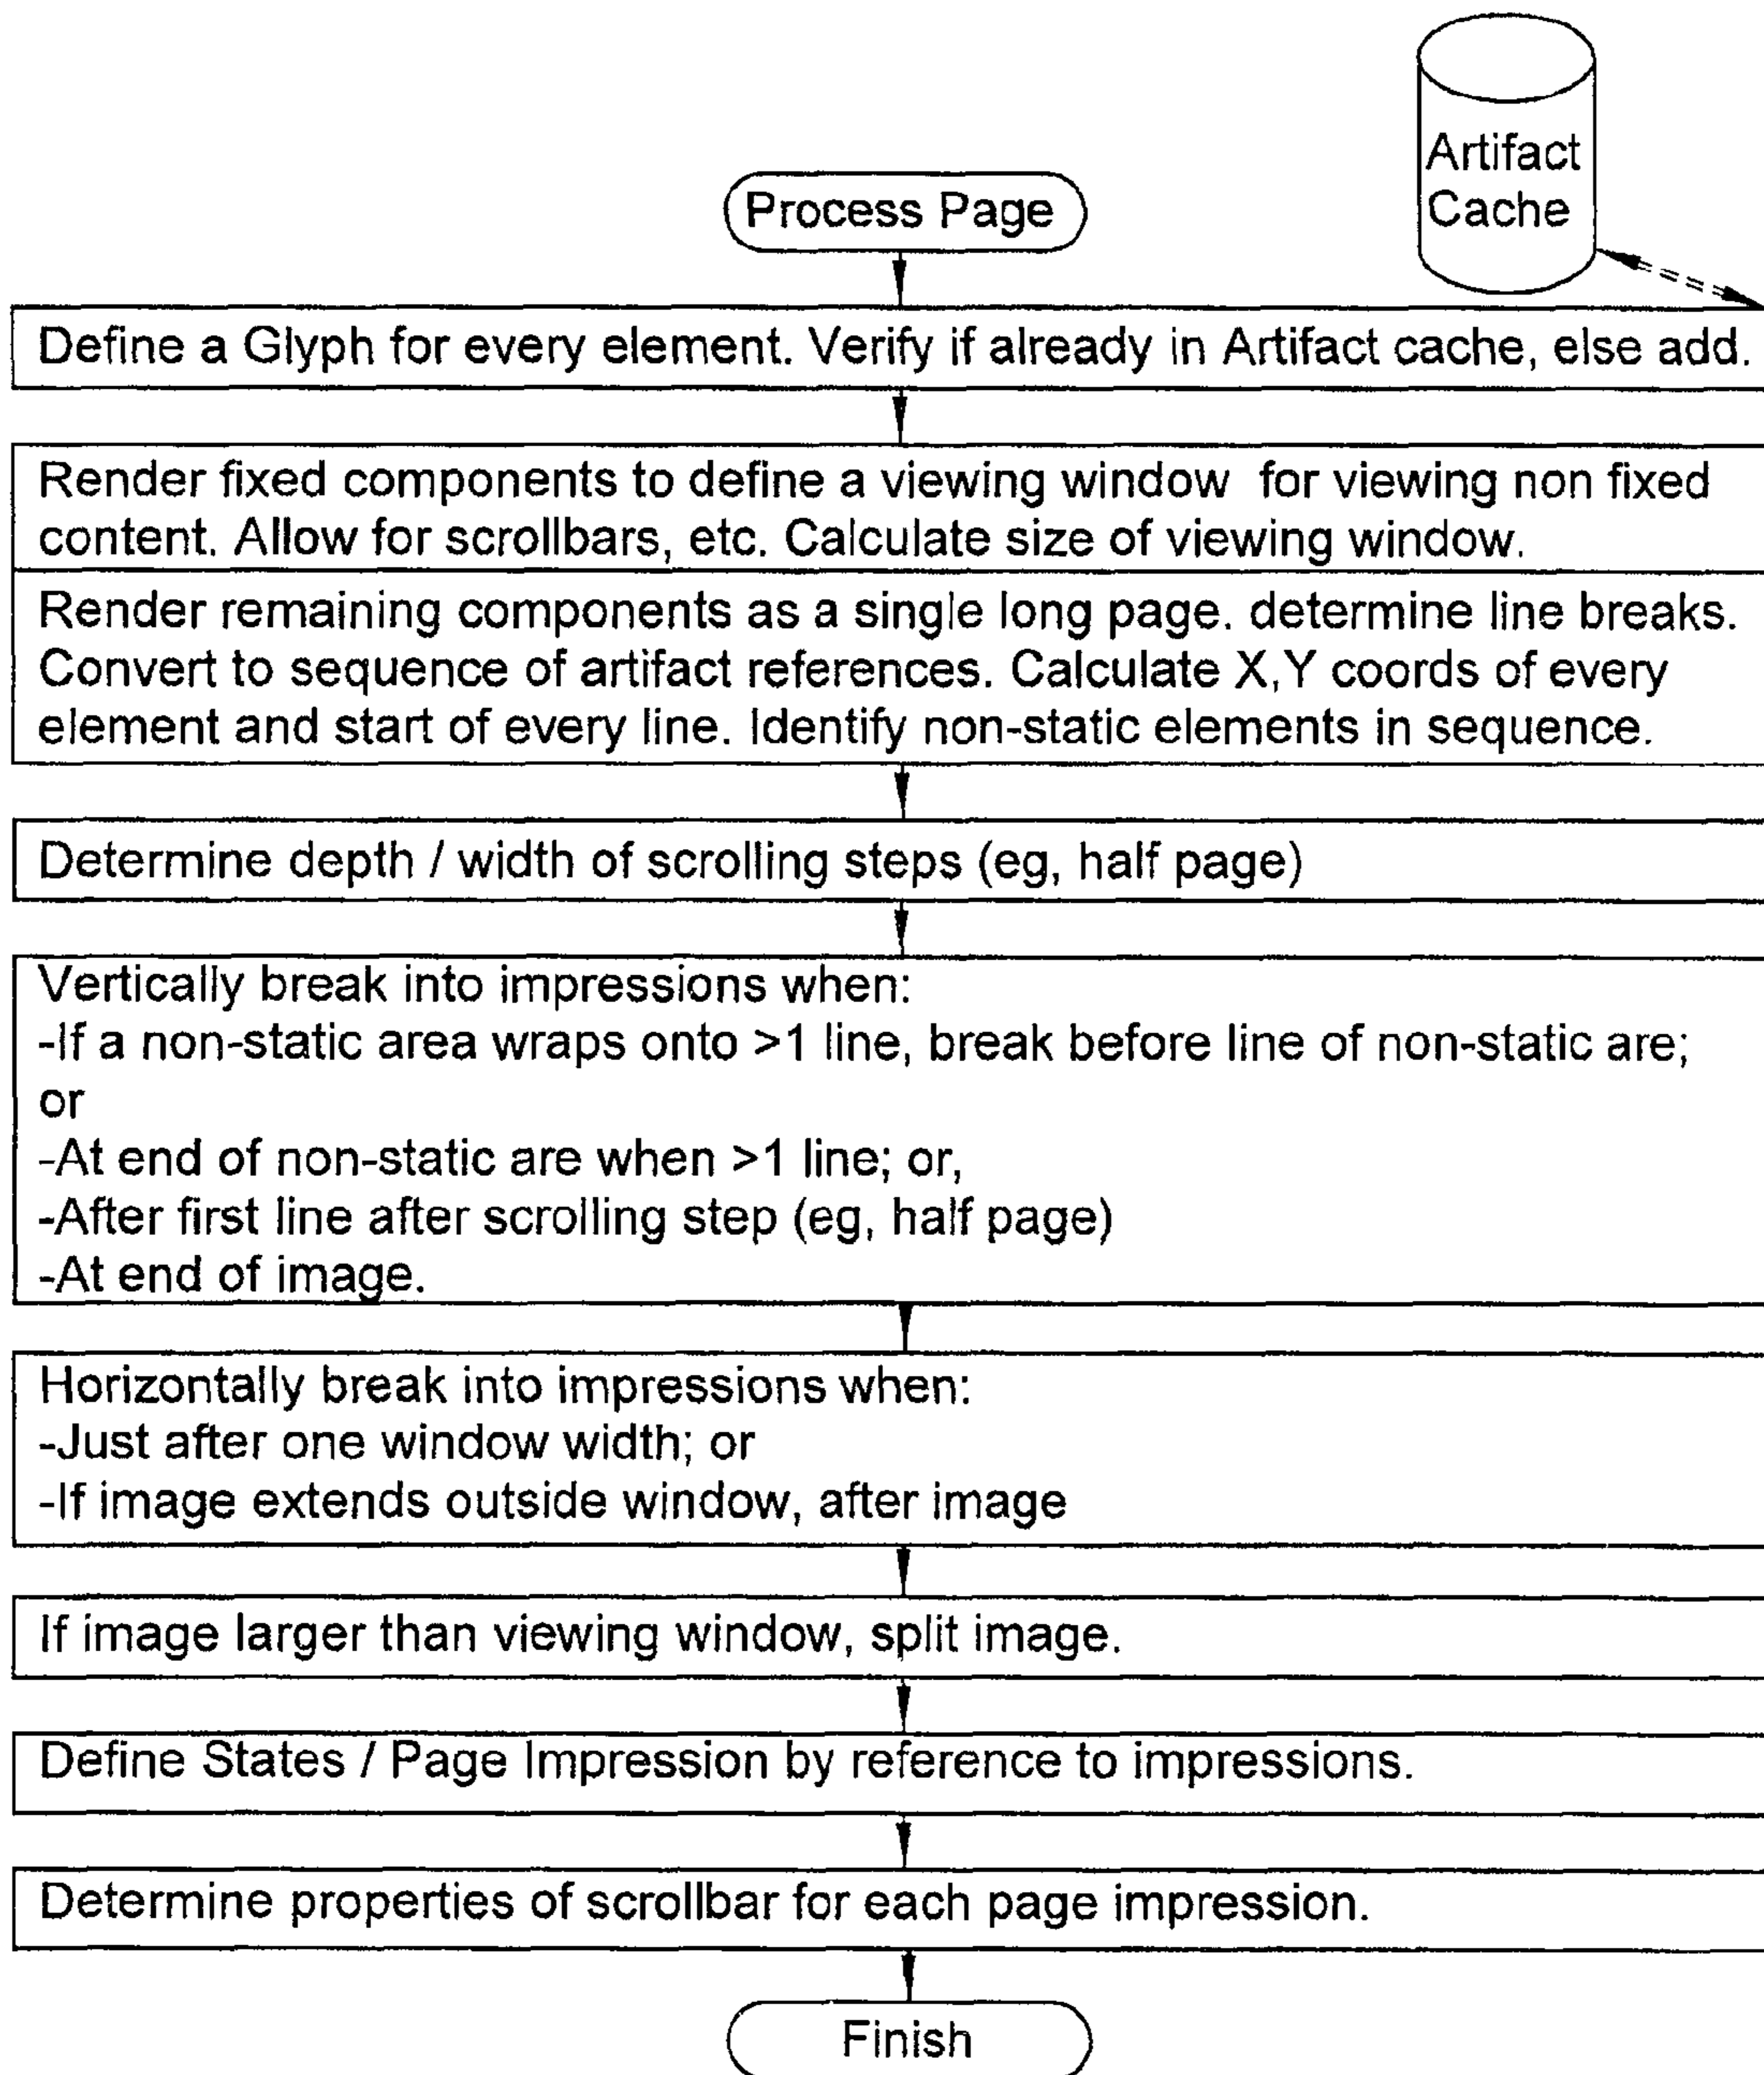 Artifact
Cache
Process Page
Define a Glyph for every element. Verify if already in Artifact cache, else add.
Render fixed components to define a viewing window for viewing non fixed
content. Allow for scrollbars, etc. Calculate size of viewing window.
Render remaining components as a single long page. determine line breaks.
Convert to sequence of artifact references. Calculate X,Y coords of every
element and start of every line. Identify non-static elements in sequence.
Determine depth / width of scrolling steps (eg, half page)
Vertically break into impressions when:
-If a non-static area wraps onto >1 line, break before line of non-static are;
or
-At end of non-static are when >1 line; or,
-After first line after scrolling step (eg, half page)
-At end of image.
Horizontally break into impressions when:
-Just after one window width; or
-If image extends outside window, after image
If image larger than viewing window, split image.
Define States / Page Impression by reference to impressions.
Determine properties of scrollbar for each page impression.
Finish